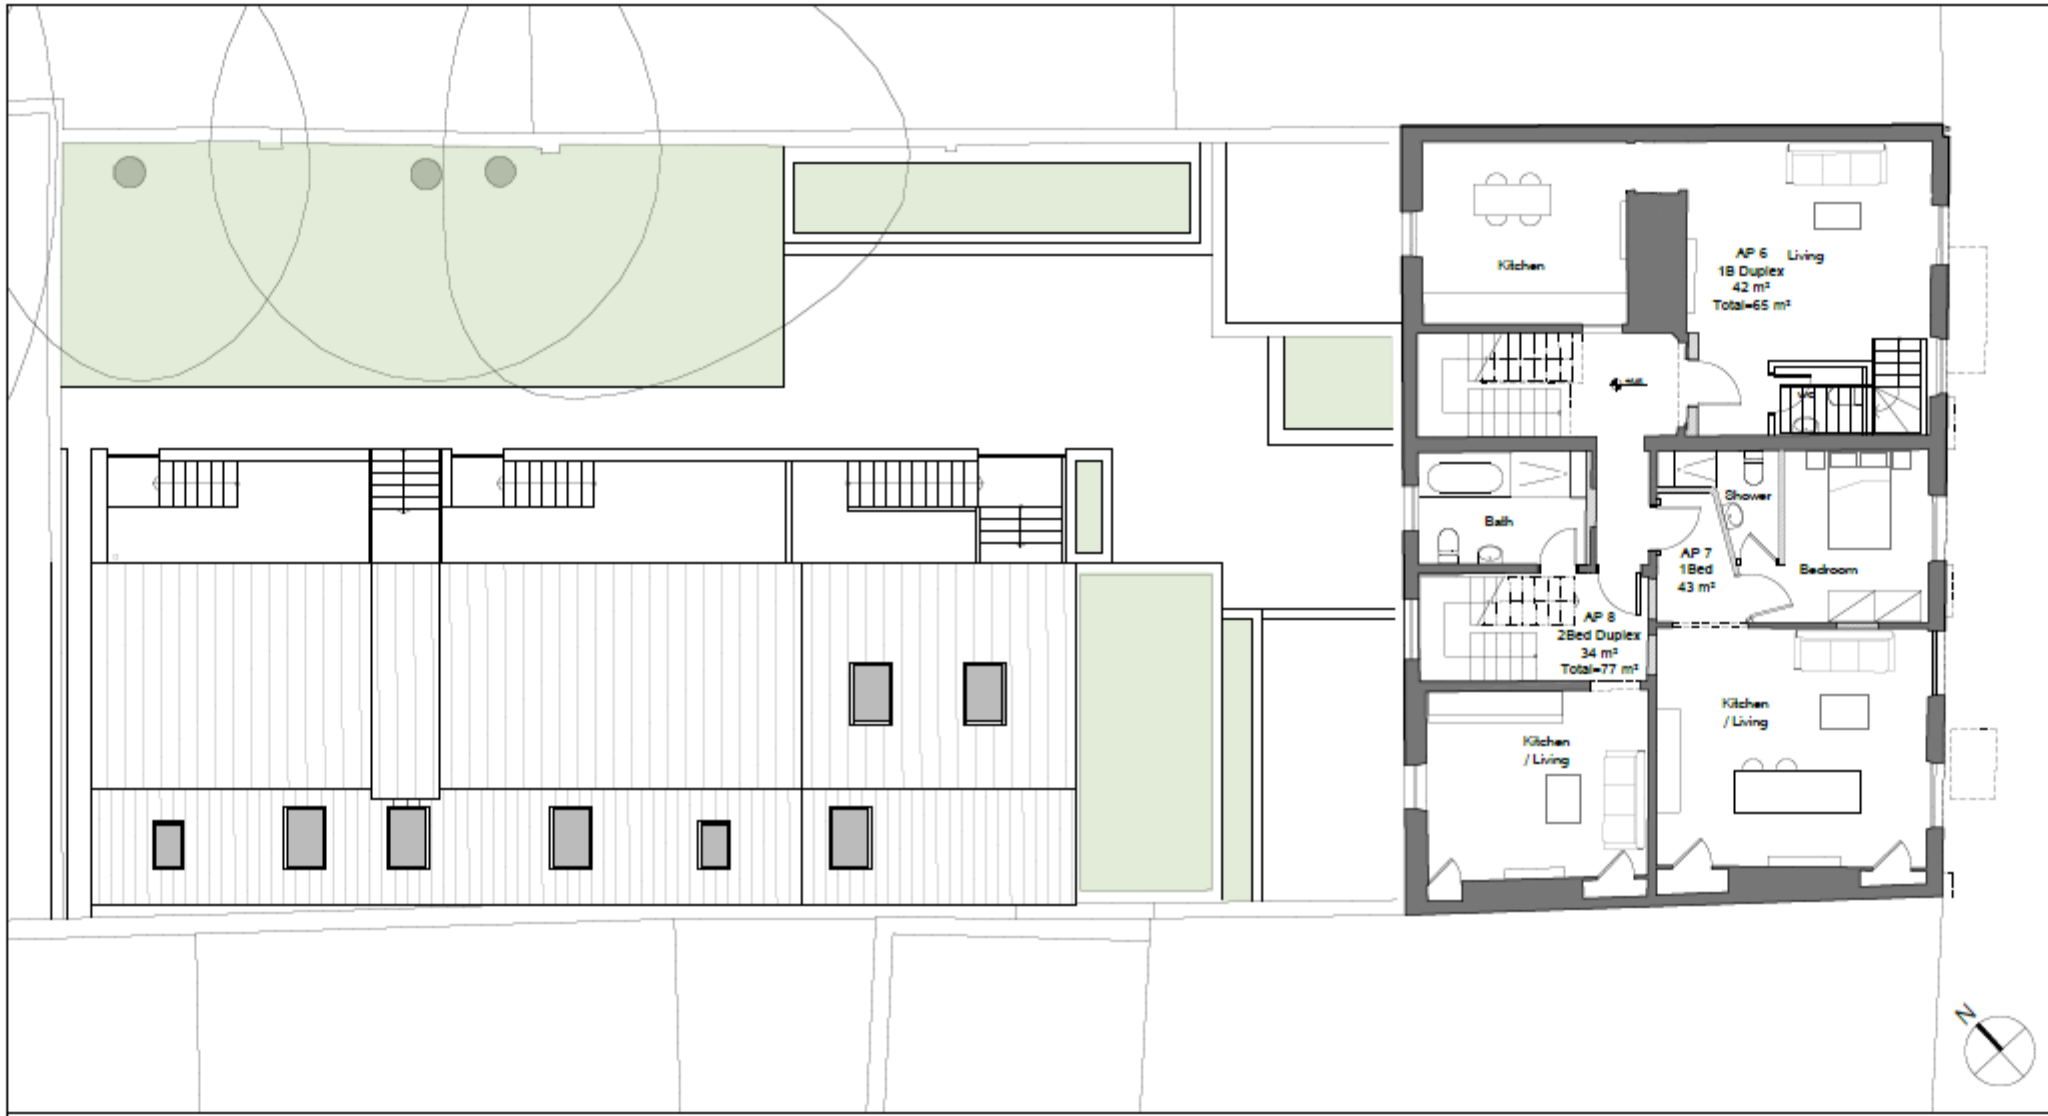 Kitchen
AP 6
1B Duplex
42 m²
Total=65 m²
Living
WC
Bath
Shower
AP 7
1Bed
43 m²
Bedroom
AP 8
2Bed Duplex
34 m²
Total=77 m²
Kitchen
/ Living
Kitchen
/ Living
N